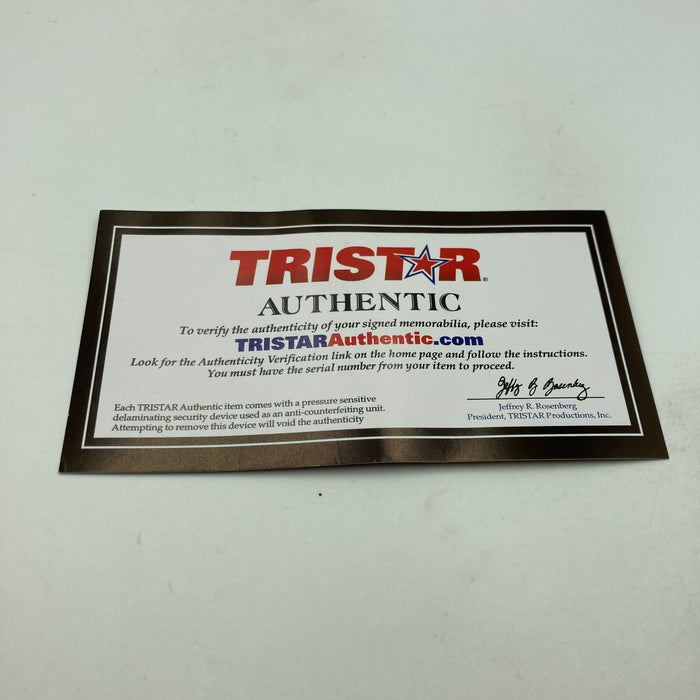 TRISTAR®
AUTHENTIC
To verify the authenticity of your signed memorabilia, please visit:
TRISTARAuthentic.com
Look for the Authenticity Verification link on the home page and follow the instructions.
You must have the serial number from your item to proceed.
Each TRISTAR Authentic item comes with a pressure sensitive
delaminating security device used as an anti-counterfeiting unit.
Attempting to remove this device will void the authenticity
Jeffrey R. Rosenberg
Jeffrey R. Rosenberg
President, TRISTAR Productions, Inc.